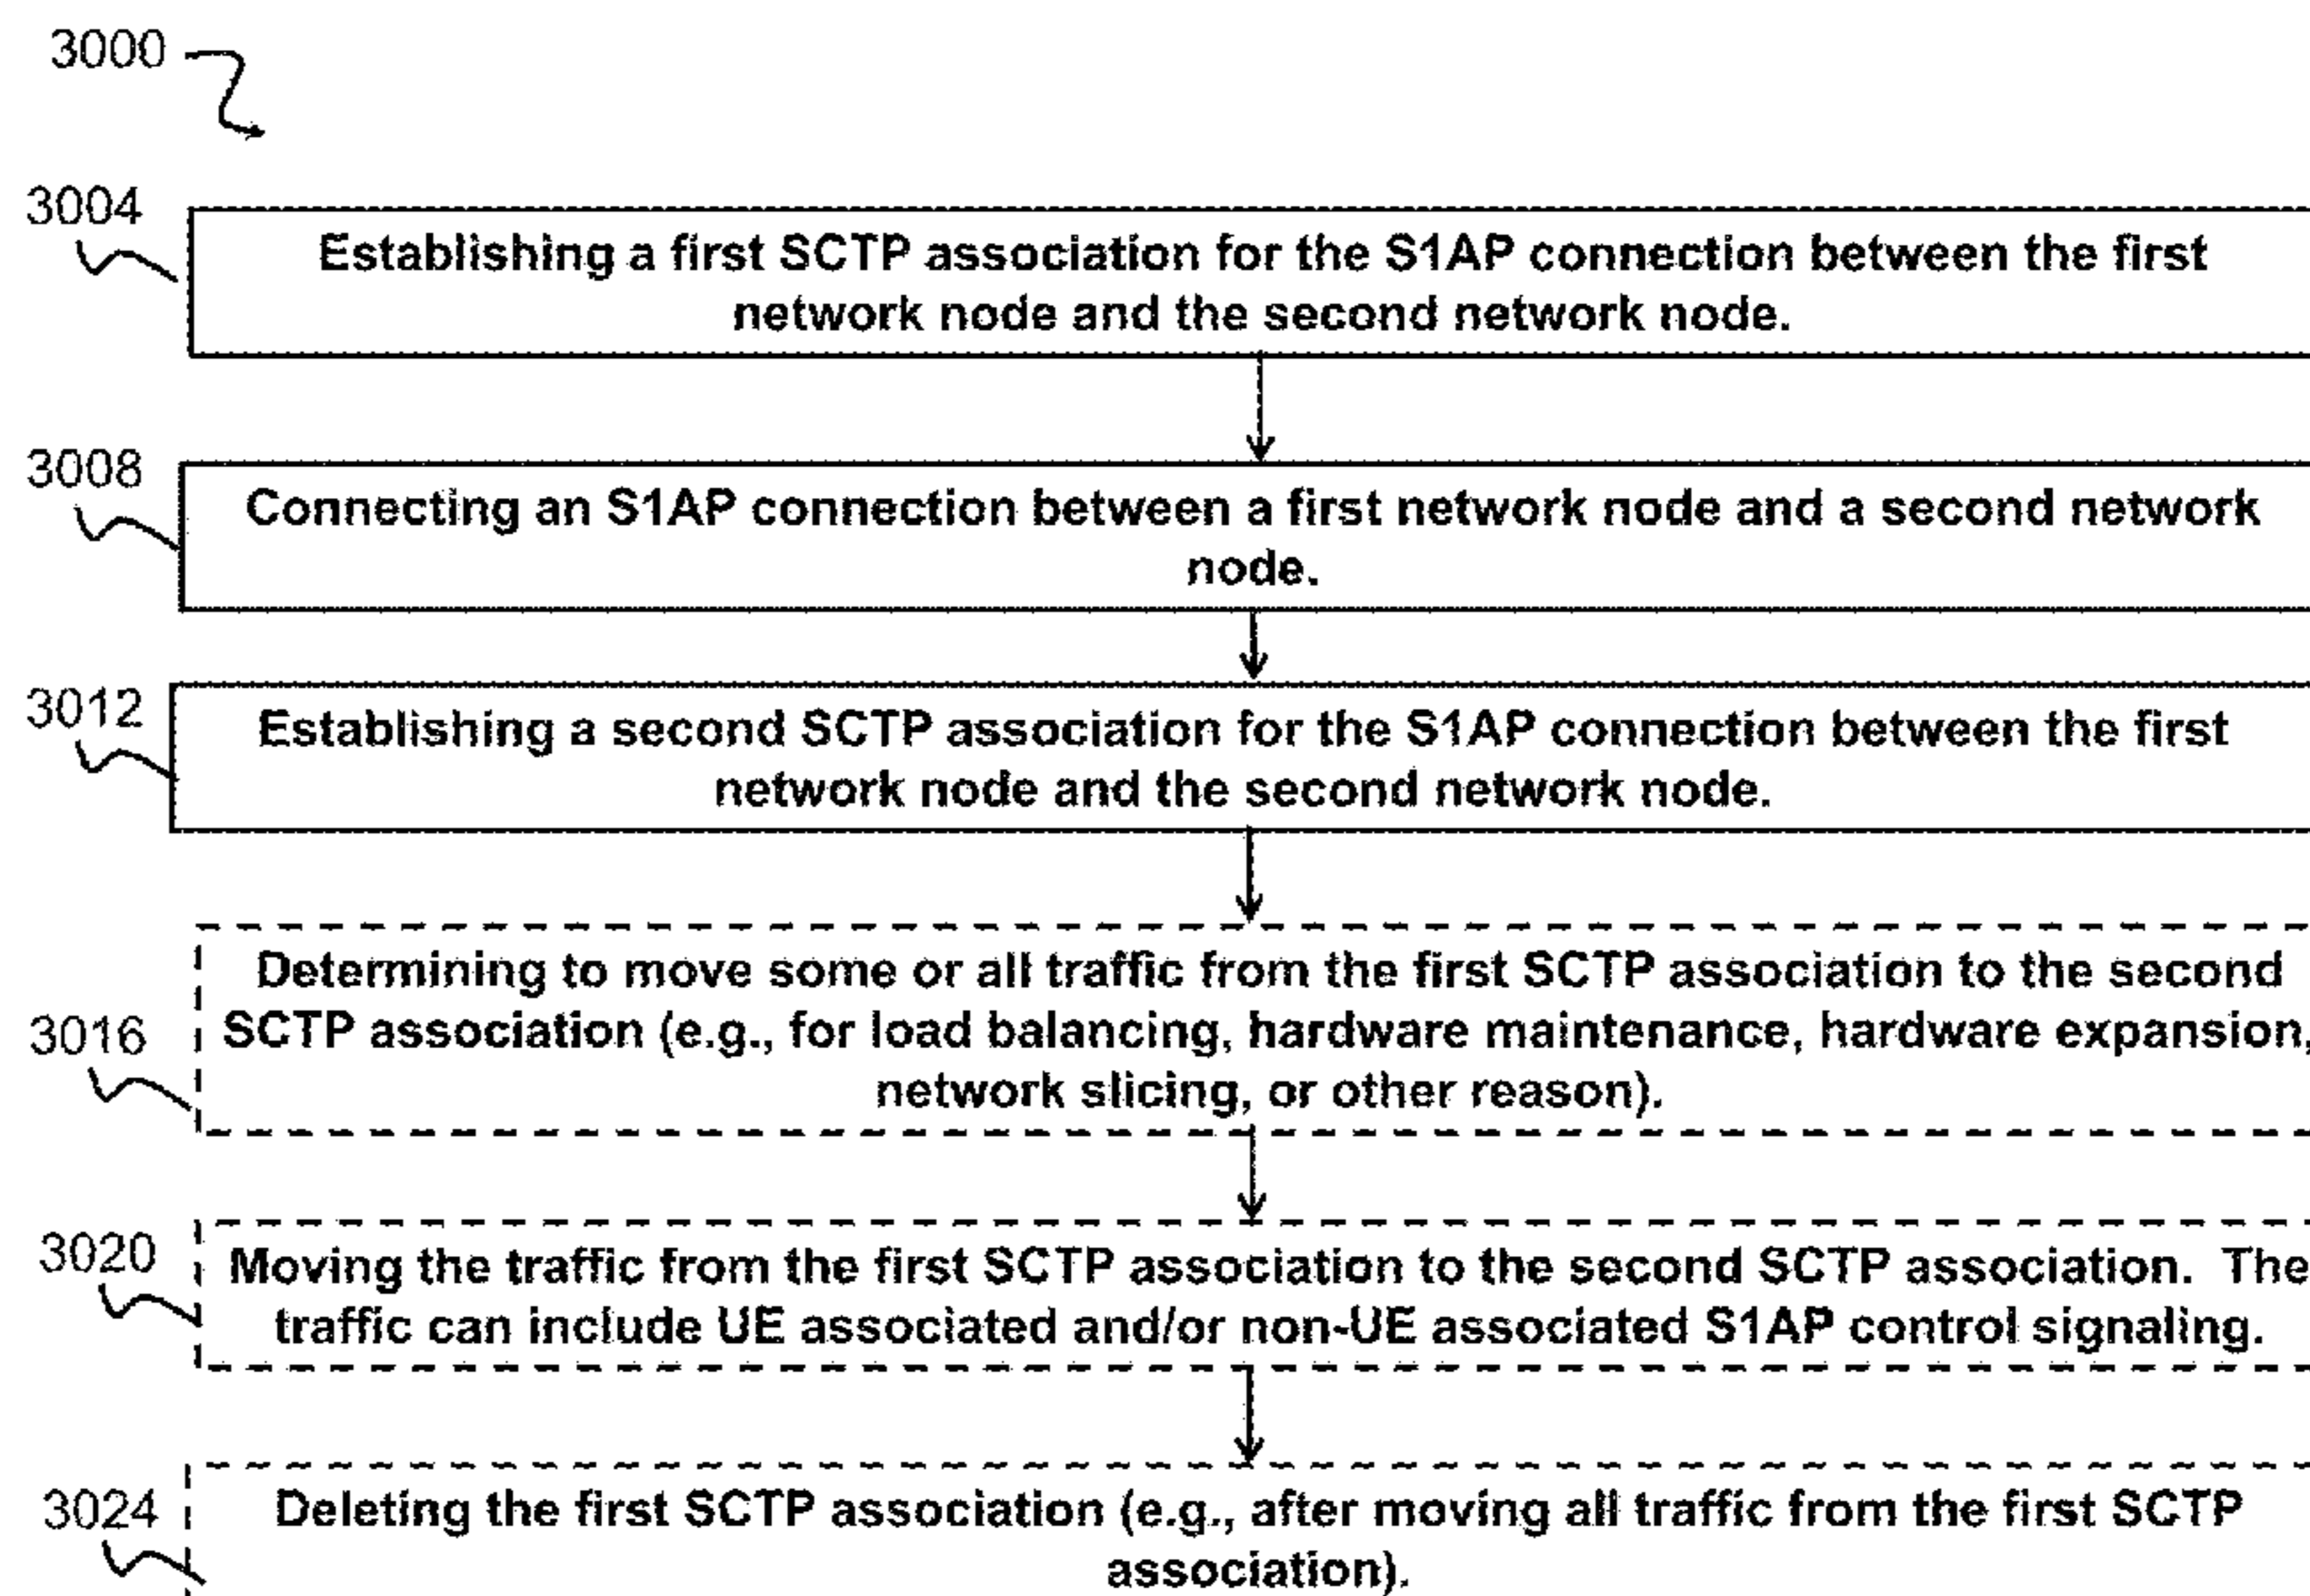 3000
3004
Establishing a first SCTP association for the S1AP connection between the first
network node and the second network node.
3008
Connecting an S1AP connection between a first network node and a second network
node.
3012
Establishing a second SCTP association for the S1AP connection between the first
network node and the second network node.
Determining to move some or all traffic from the first SCTP association to the second
3016
SCTP association (e.g., for load balancing, hardware maintenance, hardware expansion,
network slicing, or other reason).
3020
Moving the traffic from the first SCTP association to the second SCTP association. The
traffic can include UE associated and/or non-UE associated S1AP control signaling.
3024
Deleting the first SCTP association (e.g., after moving all traffic from the first SCTP
association).